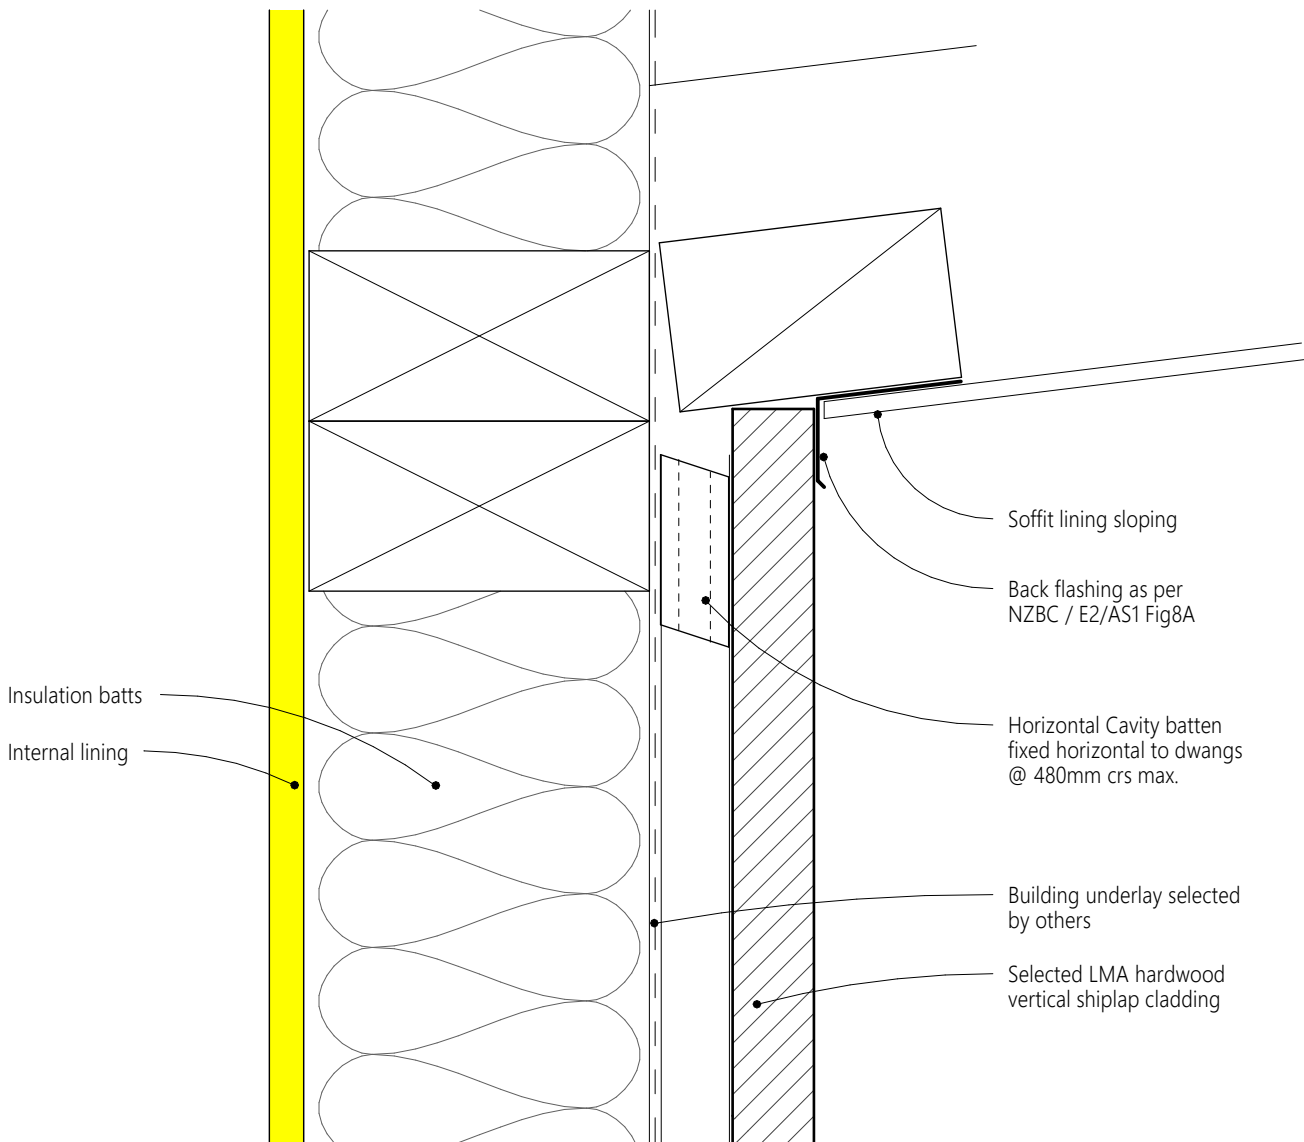 Soffit lining sloping
Back flashing as per
NZBC / E2/AS1 Fig8A
Insulation batts
Internal lining
Horizontal Cavity batten
fixed horizontal to dwangs
@ 480mm crs max.
Building underlay selected
by others
Selected LMA hardwood
vertical shiplap cladding